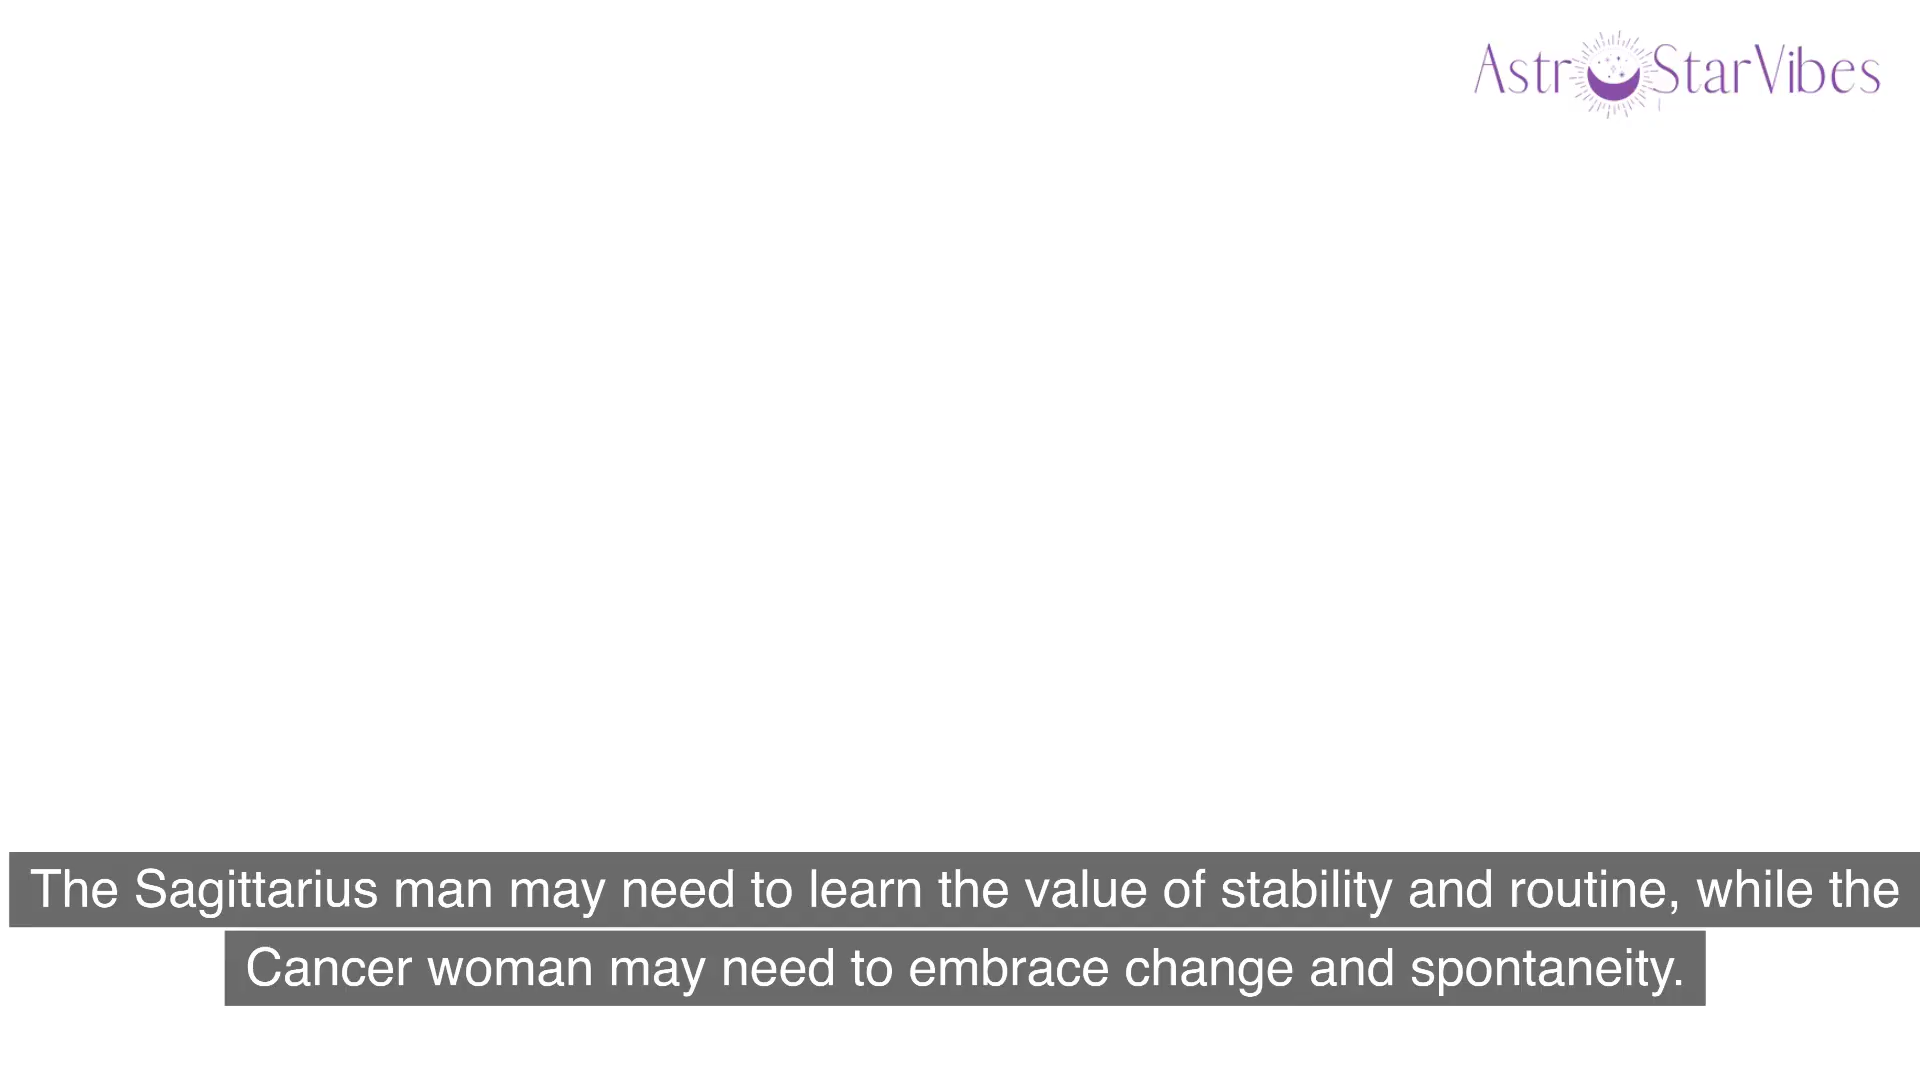 AstroStarVibes
The Sagittarius man may need to learn the value of stability and routine, while the
Cancer woman may need to embrace change and spontaneity.